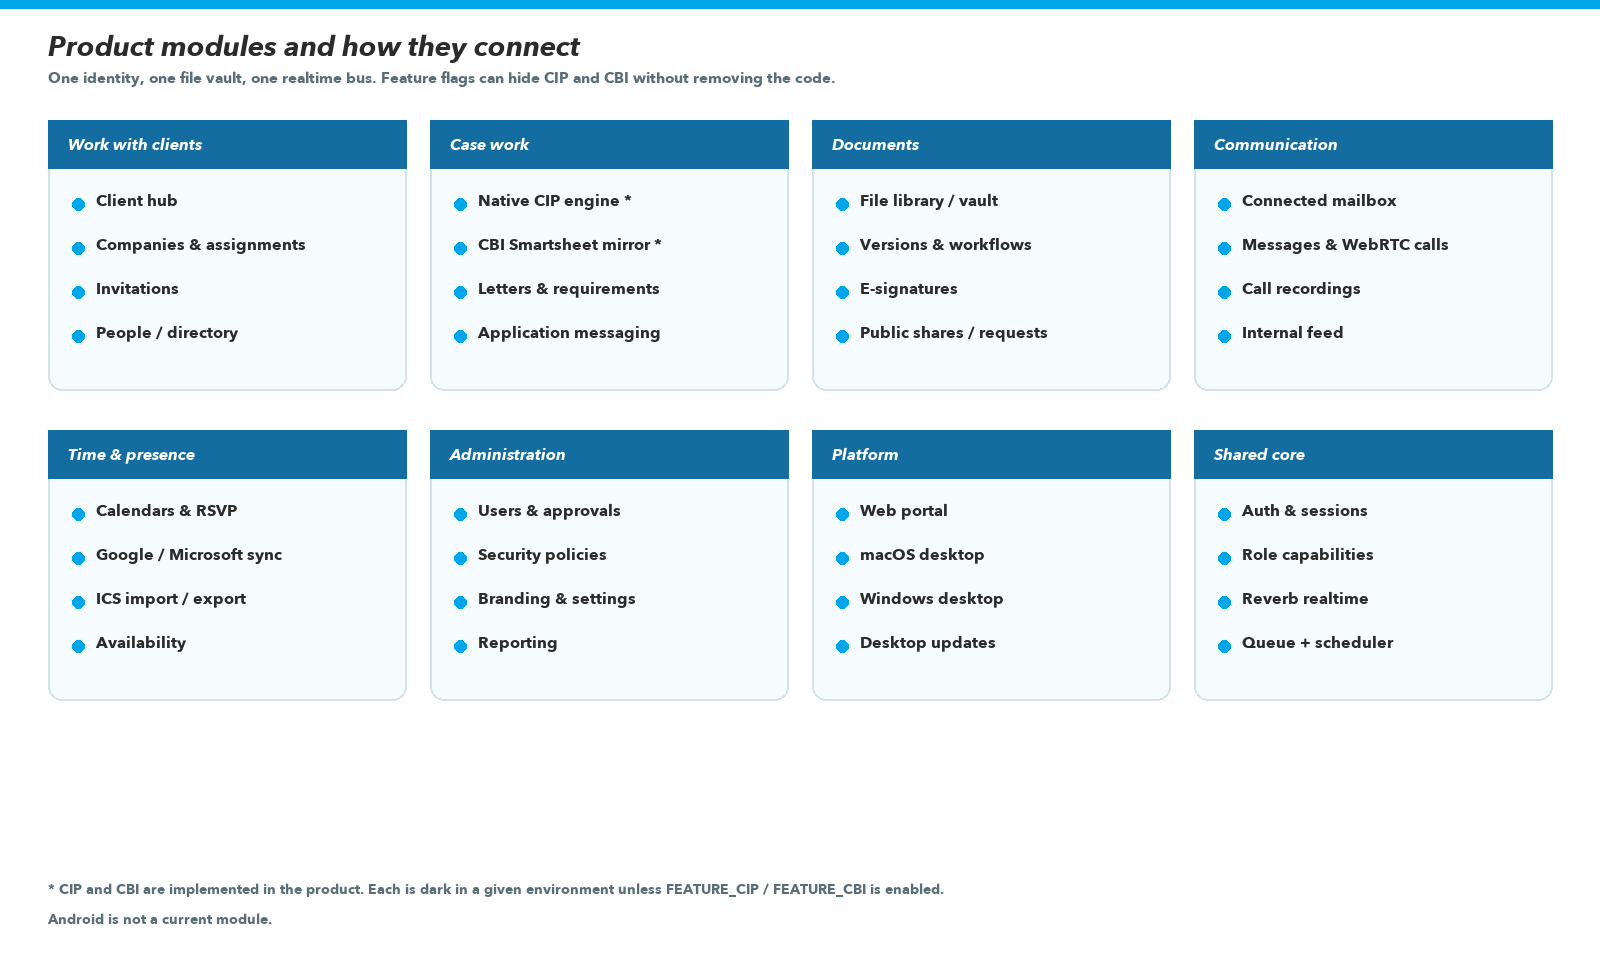 Product modules and how they connect
One identity, one file vault, one realtime bus. Feature flags can hide CIP and CBI without removing the code.
Work with clients
Client hub
Companies & assignments
Invitations
People / directory
Case work
Native CIP engine *
CBI Smartsheet mirror *
Letters & requirements
Application messaging
Documents
File library / vault
Versions & workflows
E-signatures
Public shares / requests
Communication
Connected mailbox
Messages & WebRTC calls
Call recordings
Internal feed
Time & presence
Calendars & RSVP
Google / Microsoft sync
ICS import / export
Availability
Administration
Users & approvals
Security policies
Branding & settings
Reporting
Platform
Web portal
macOS desktop
Windows desktop
Desktop updates
Shared core
Auth & sessions
Role capabilities
Reverb realtime
Queue + scheduler
* CIP and CBI are implemented in the product. Each is dark in a given environment unless FEATURE_CIP / FEATURE_CBI is enabled.
Android is not a current module.